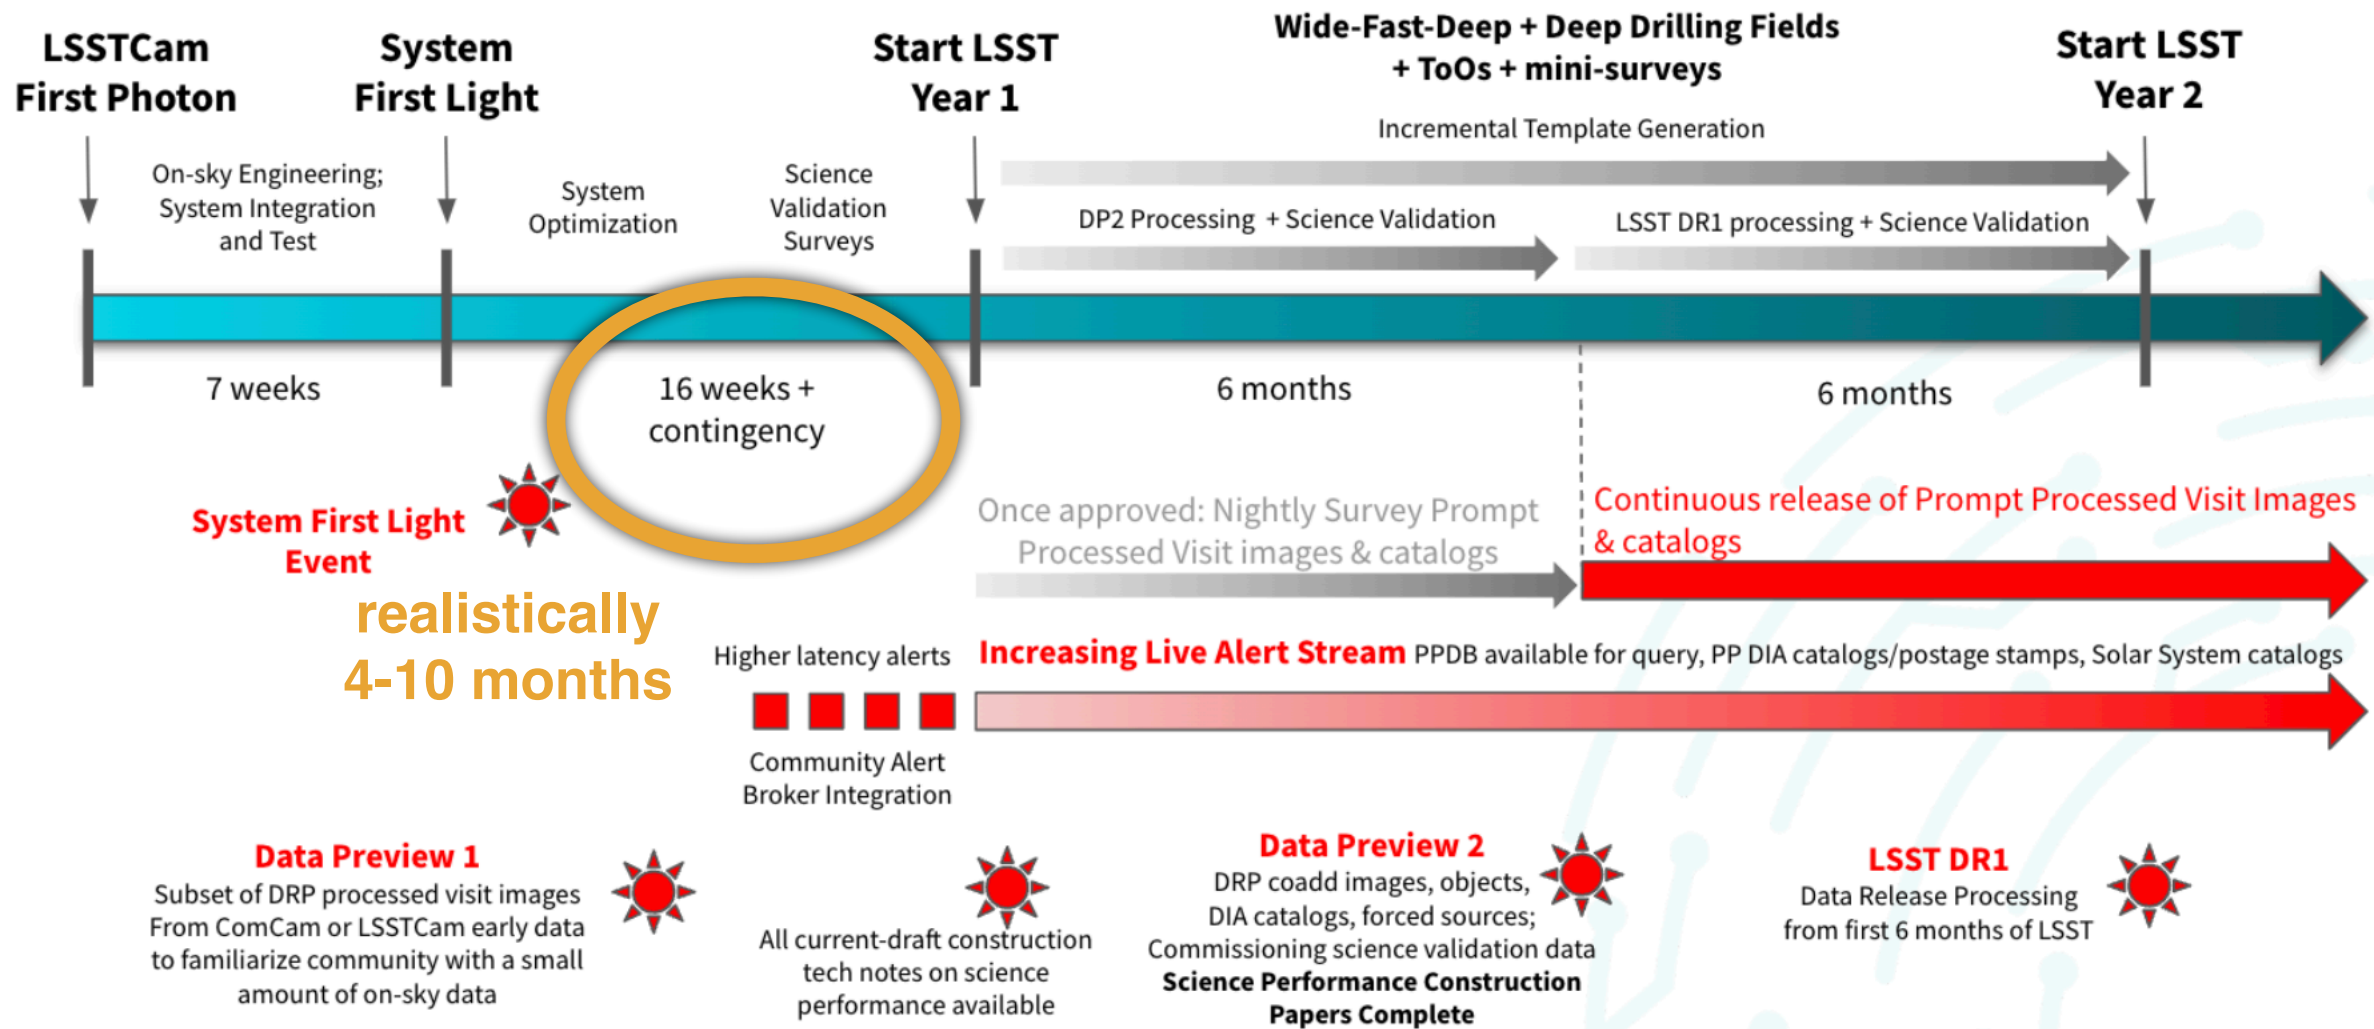 LSSTCam
First Photon
System
First Light
Start LSST
Year 1
Wide-Fast-Deep + Deep Drilling Fields
+ ToOs + mini-surveys
Start LSST
Year 2
Incremental Template Generation
On-sky Engineering;
System Integration
and Test
System
Optimization
Science
Validation
Surveys
DP2 Processing + Science Validation
LSST DR1 processing + Science Validation
7 weeks
16 weeks +
contingency
6 months
6 months
System First Light
Event
realistically
4-10 months
Once approved: Nightly Survey Prompt
Processed Visit images & catalogs
Continuous release of Prompt Processed Visit Images
& catalogs
Higher latency alerts
Increasing Live Alert Stream PPDB available for query, PP DIA catalogs/postage stamps, Solar System catalogs
Community Alert
Broker Integration
Data Preview 1
Subset of DRP processed visit images
From ComCam or LSSTCam early data
to familiarize community with a small
amount of on-sky data
All current-draft construction
tech notes on science
performance available
Data Preview 2
DRP coadd images, objects,
DIA catalogs, forced sources;
Commissioning science validation data
Science Performance Construction
Papers Complete
LSST DR1
Data Release Processing
from first 6 months of LSST